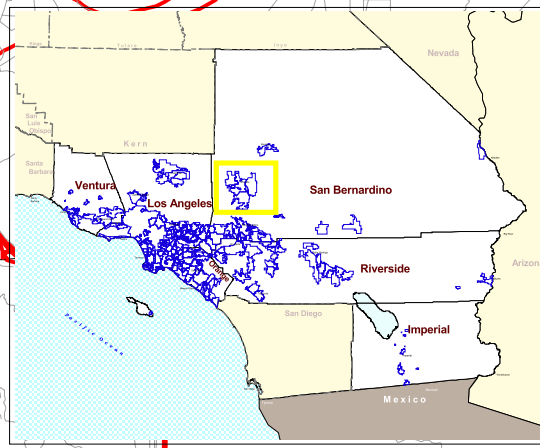 Kings
Tulare
Inyo
Nevada
San
Luis
Obispo
Kern
Santa
Barbara
Ventura
Los Angeles
San Bernardino
Orange
Riverside
Arizon
San Diego
Imperial
Pacific Ocean
Mexico